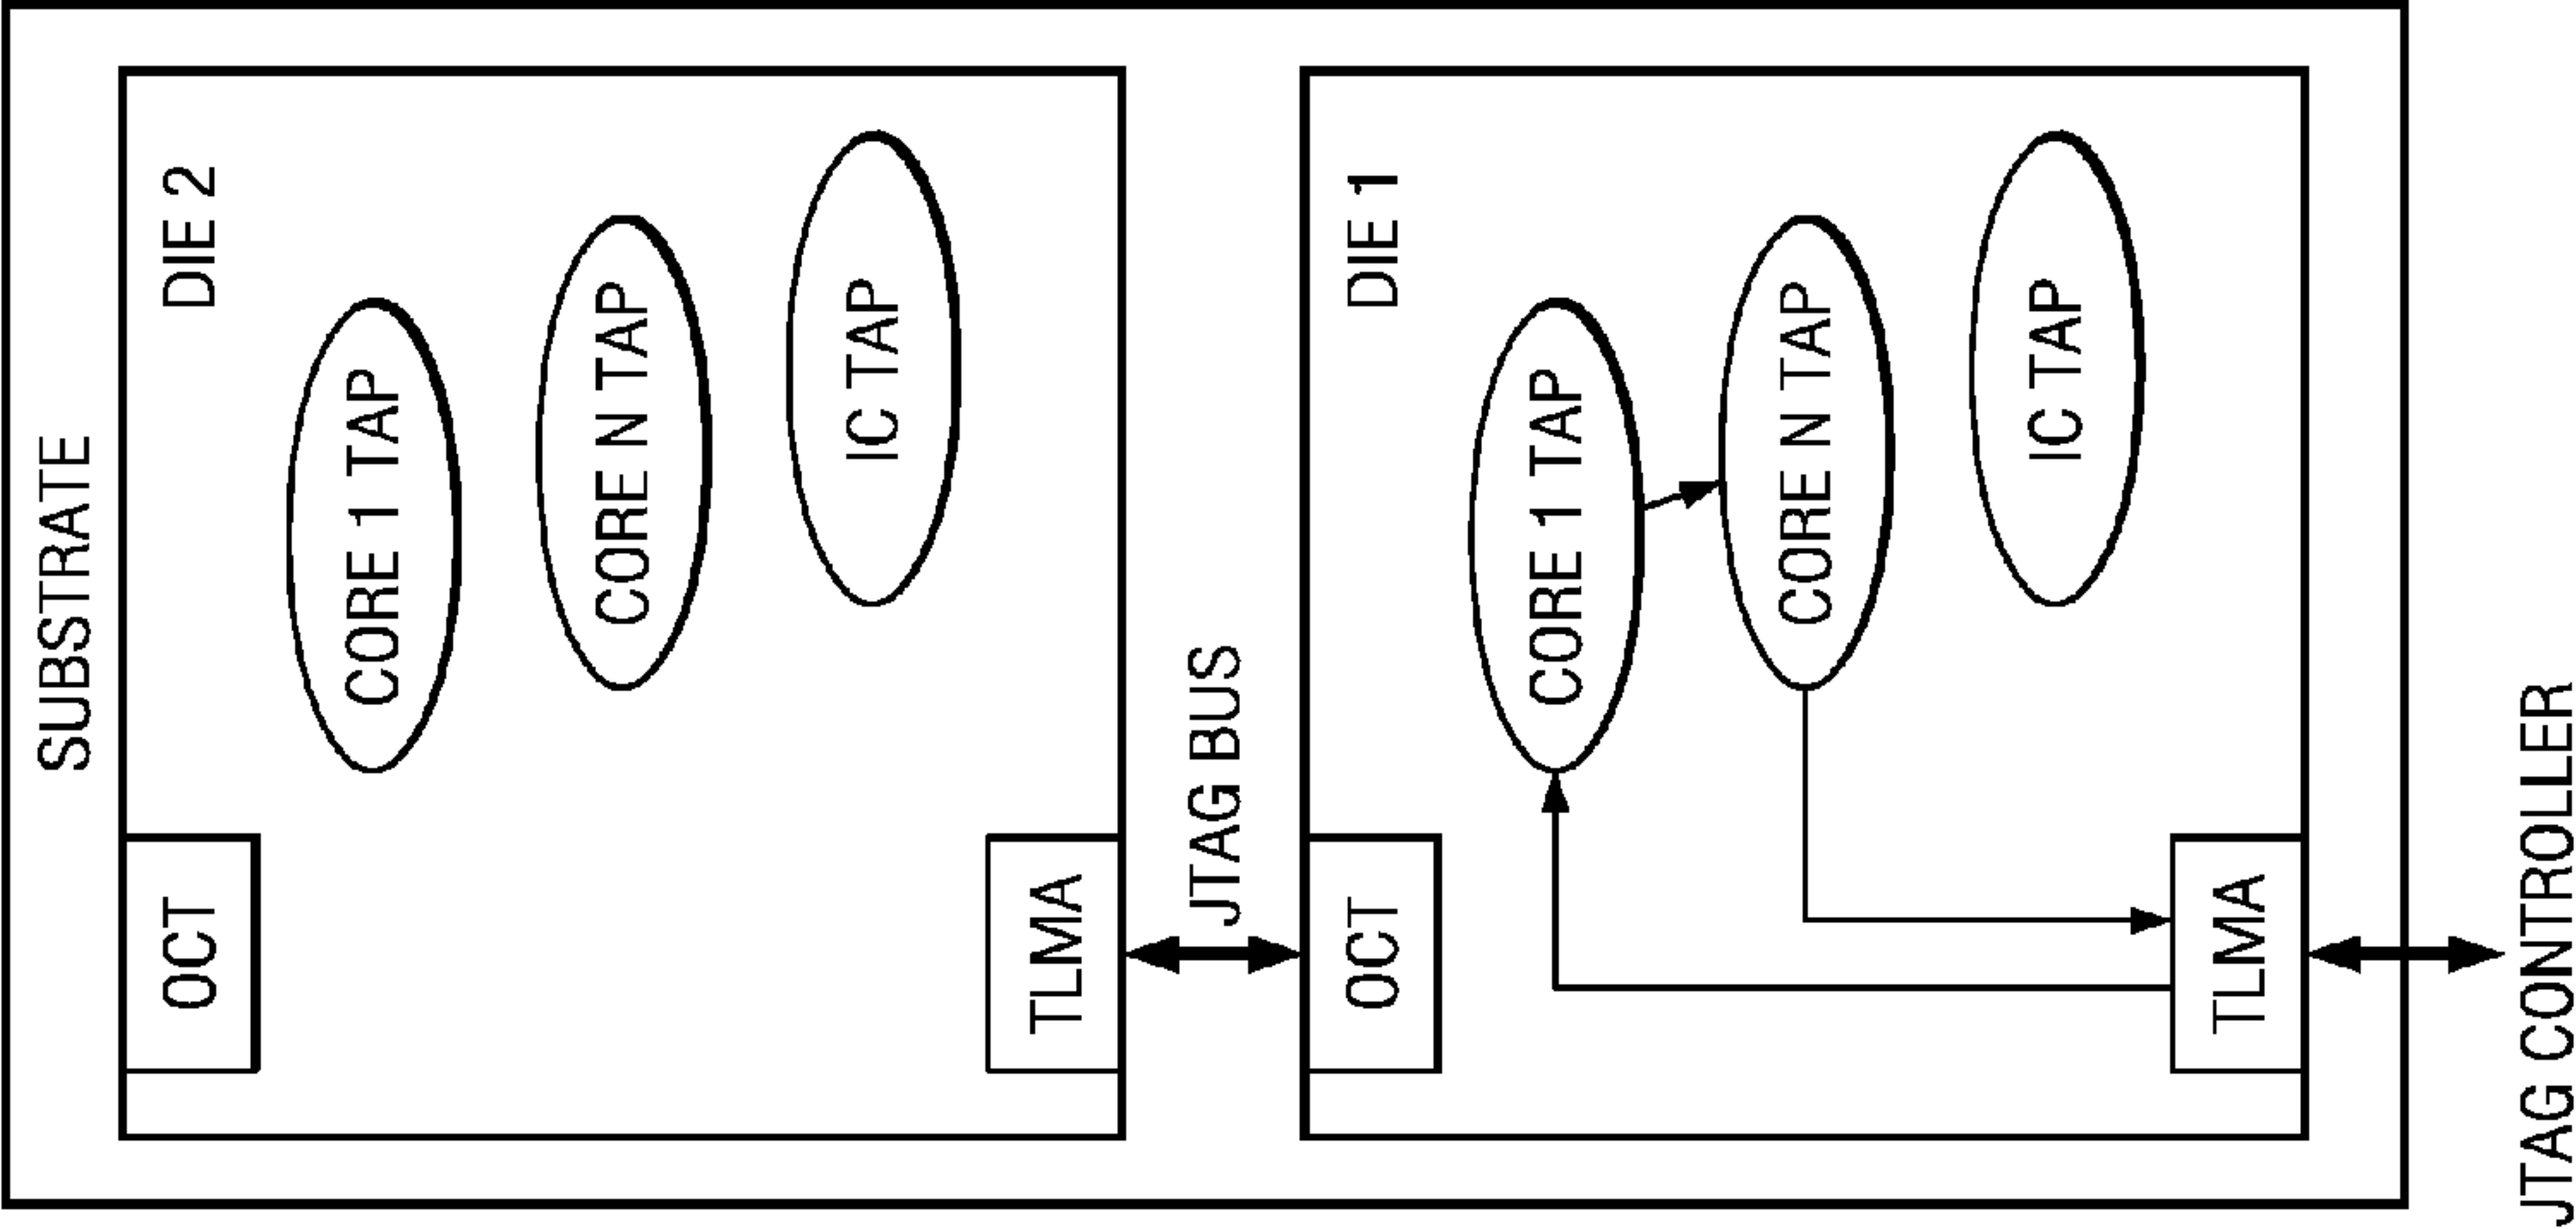 SUBSTRATE
DIE 2
CORE 1 TAP
CORE N TAP
IC TAP
OCT
TLMA
JTAG BUS
DIE 1
CORE 1 TAP
CORE N TAP
IC TAP
OCT
TLMA
JTAG CONTROLLER